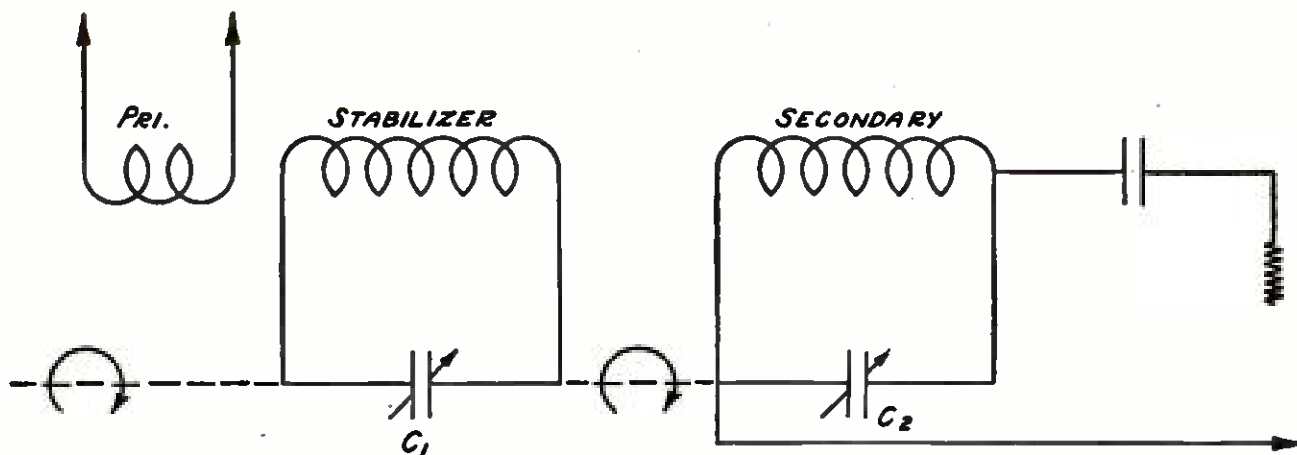 PRI.
STABILIZER
SECONDARY
C1
C2